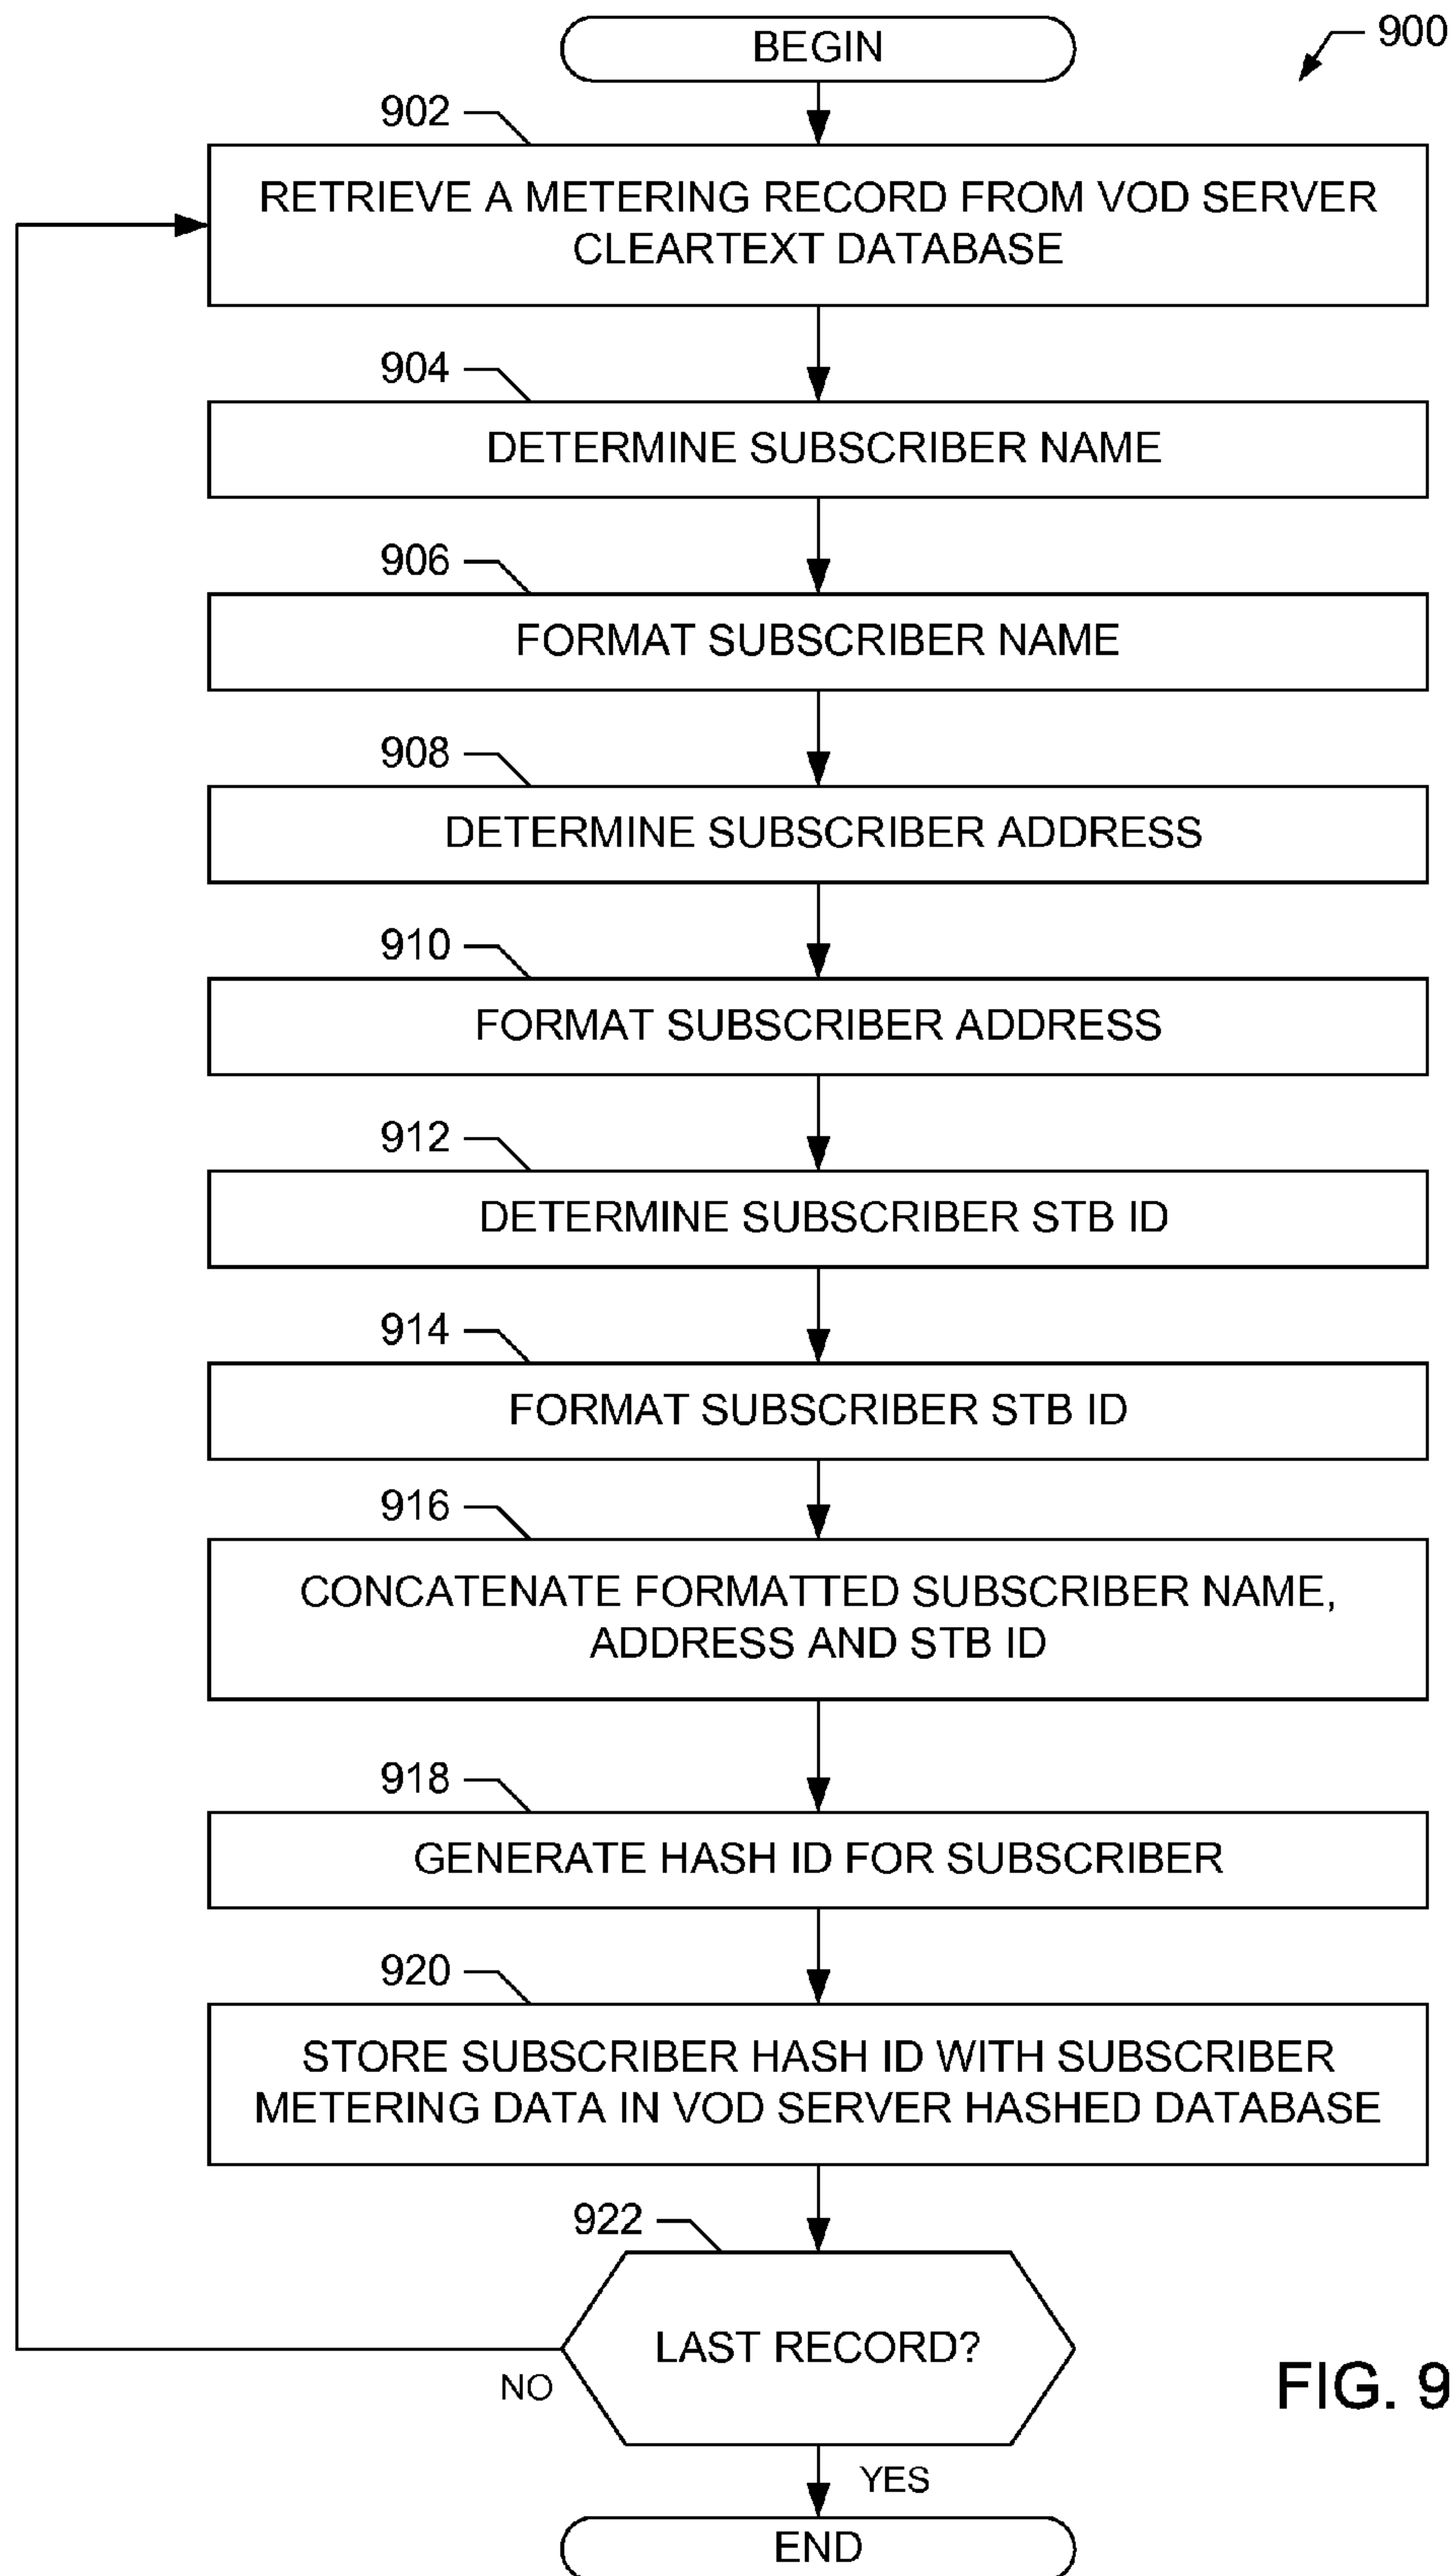 BEGIN
900
902
RETRIEVE A METERING RECORD FROM VOD SERVER
CLEARTEXT DATABASE
904
DETERMINE SUBSCRIBER NAME
906
FORMAT SUBSCRIBER NAME
908
DETERMINE SUBSCRIBER ADDRESS
910
FORMAT SUBSCRIBER ADDRESS
912
DETERMINE SUBSCRIBER STB ID
914
FORMAT SUBSCRIBER STB ID
916
CONCATENATE FORMATTED SUBSCRIBER NAME,
ADDRESS AND STB ID
918
GENERATE HASH ID FOR SUBSCRIBER
920
STORE SUBSCRIBER HASH ID WITH SUBSCRIBER
METERING DATA IN VOD SERVER HASHED DATABASE
922
LAST RECORD?
NO
FIG. 9
YES
END